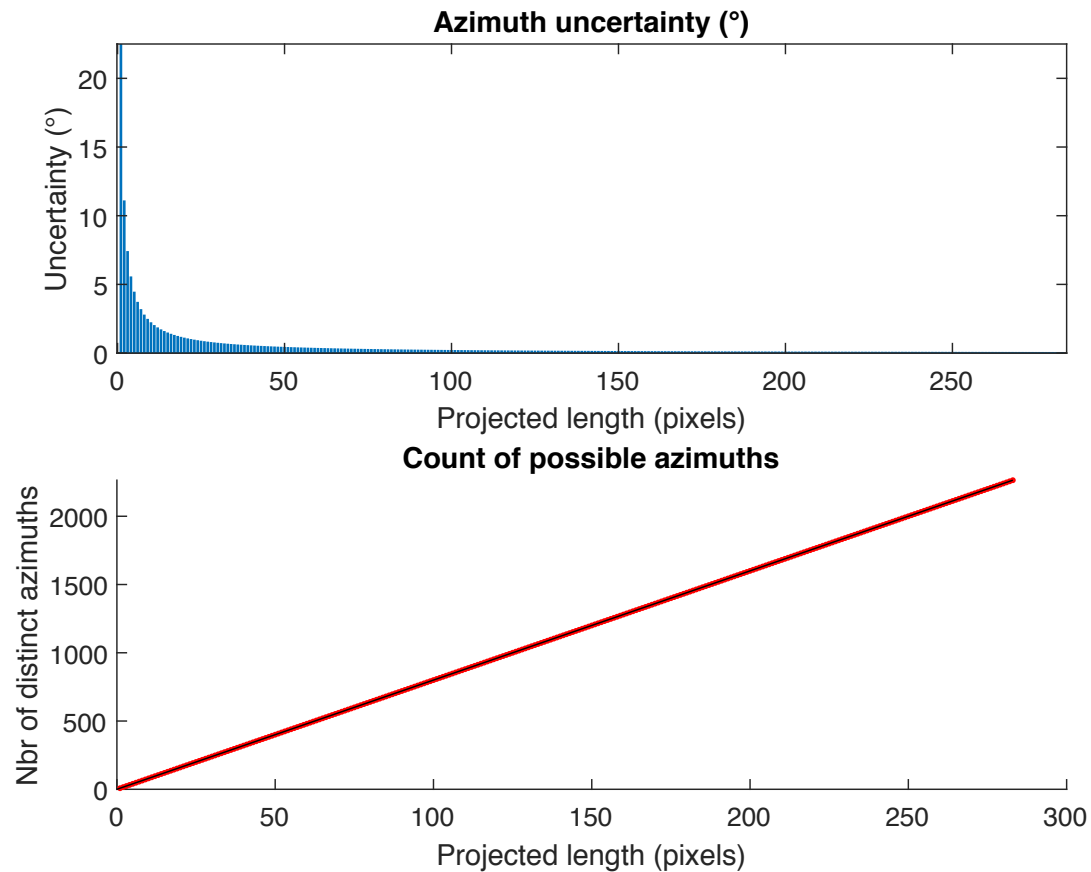 Azimuth uncertainty (°)
Uncertainty (°)
20
15
10
5
0
0 50 100 150 200 250
Projected length (pixels)
Count of possible azimuths
Nbr of distinct azimuths
2000
1500
1000
500
0
0 50 100 150 200 250 300
Projected length (pixels)